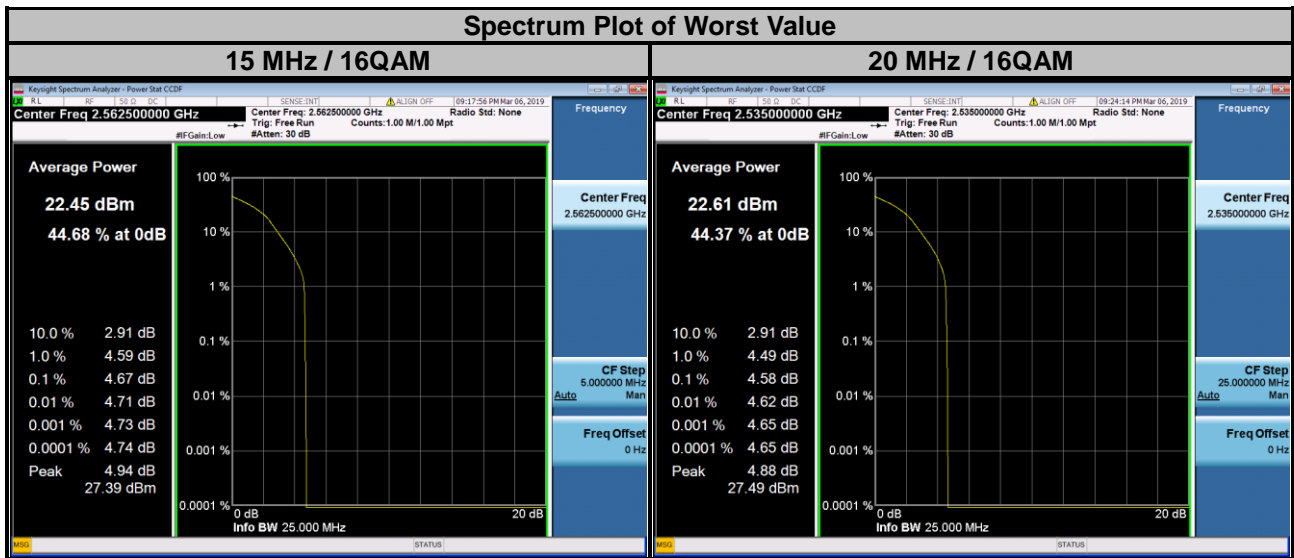 Spectrum Plot of Worst Value
15 MHz / 16QAM
20 MHz / 16QAM
Keysight Spectrum Analyzer - Power Stat CCDF
RL RF 50 Ω DC SENSE:INT ALIGN OFF 09:17:56 PM Mar 06, 2019
Center Freq 2.562500000 GHz
Center Freq: 2.562500000 GHz Radio Std: None
Trig: Free Run Counts:1.00 M/1.00 Mpt
#IFGain:Low #Atten: 30 dB
Frequency
Average Power
22.45 dBm
44.68 % at 0dB
10.0 % 2.91 dB
1.0 % 4.59 dB
0.1 % 4.67 dB
0.01 % 4.71 dB
0.001 % 4.73 dB
0.0001 % 4.74 dB
Peak 4.94 dB
27.39 dBm
100 %
10 %
1 %
0.1 %
0.01 %
0.001 %
0.0001 %
0 dB 20 dB
Info BW 25.000 MHz
Center Freq
2.562500000 GHz
CF Step
5.000000 MHz
Auto Man
Freq Offset
0 Hz
MSG STATUS
Keysight Spectrum Analyzer - Power Stat CCDF
RL RF 50 Ω DC SENSE:INT ALIGN OFF 09:24:14 PM Mar 06, 2019
Center Freq 2.535000000 GHz
Center Freq: 2.535000000 GHz Radio Std: None
Trig: Free Run Counts:1.00 M/1.00 Mpt
#IFGain:Low #Atten: 30 dB
Frequency
Average Power
22.61 dBm
44.37 % at 0dB
10.0 % 2.91 dB
1.0 % 4.49 dB
0.1 % 4.58 dB
0.01 % 4.62 dB
0.001 % 4.65 dB
0.0001 % 4.65 dB
Peak 4.88 dB
27.49 dBm
100 %
10 %
1 %
0.1 %
0.01 %
0.001 %
0.0001 %
0 dB 20 dB
Info BW 25.000 MHz
Center Freq
2.535000000 GHz
CF Step
25.000000 MHz
Auto Man
Freq Offset
0 Hz
MSG STATUS